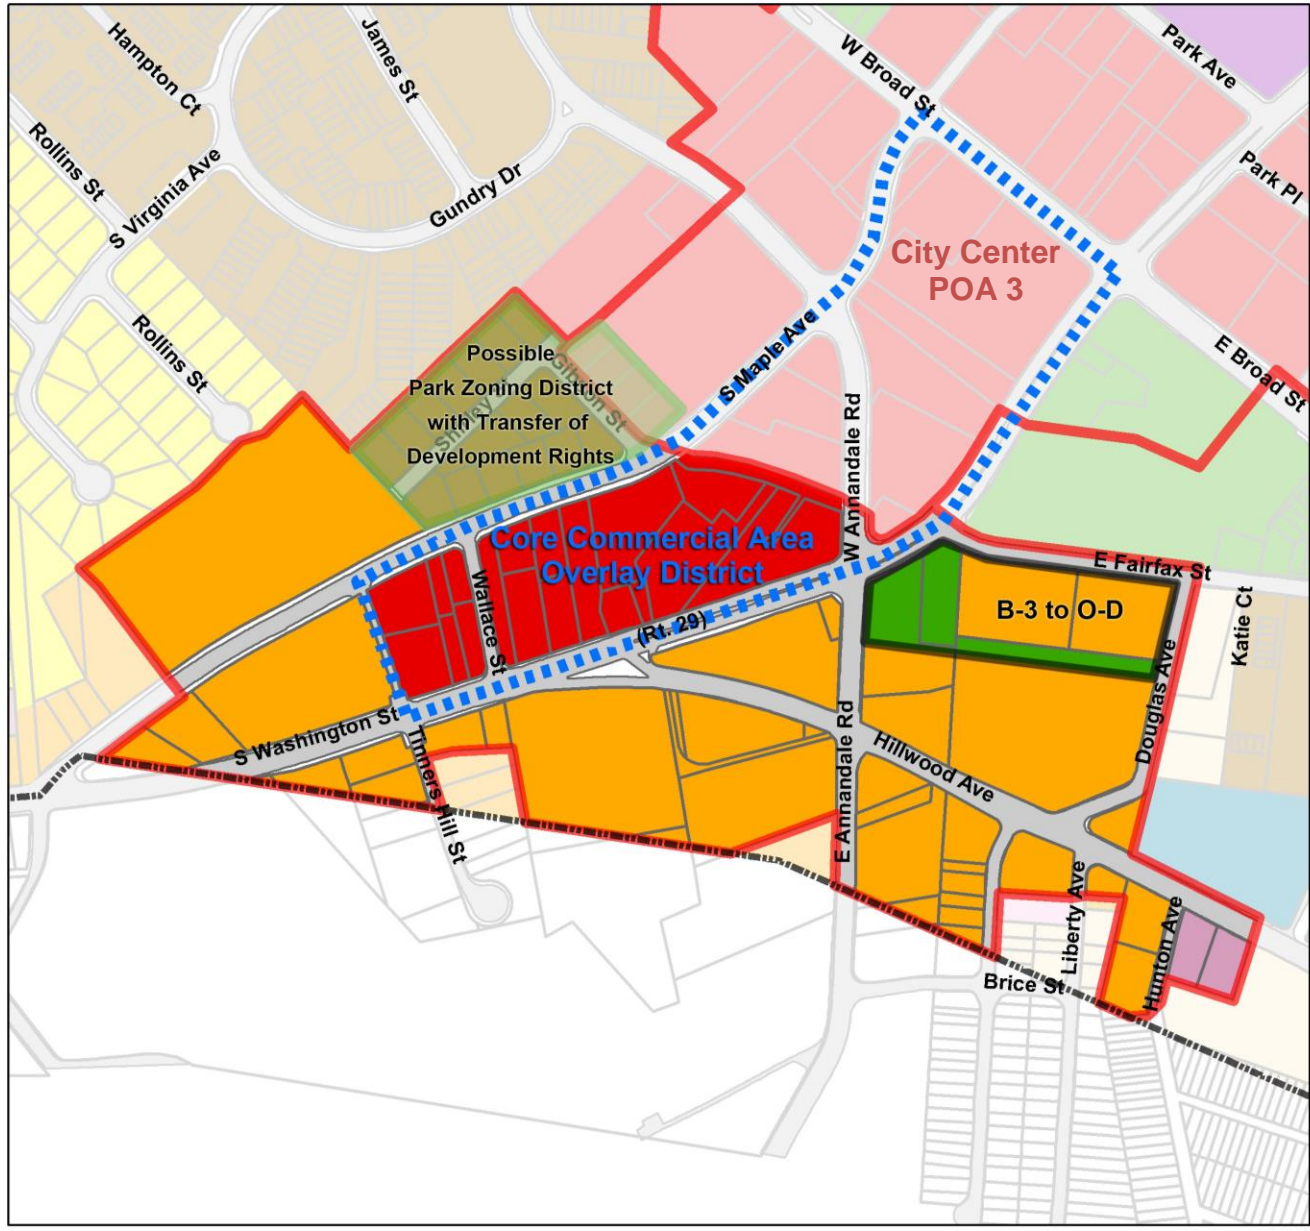 Hampton Ct
James St
W Broad St
Park Ave
Rollins St
S Virginia Ave
Gundry Dr
Park Pl
City Center
POA 3
Rollins St
E Broad St
Possible
Park Zoning District
with Transfer of
Development Rights
Gibson St
Shirley
S Maple Ave
W Annandale Rd
Core Commercial Area
Overlay District
E Fairfax St
B-3 to O-D
Katie Ct
Wallace St
(Rt. 29)
Douglas Ave
S Washington St
Tinners Hill St
E Annandale Rd
Hillwood Ave
Liberty Ave
Hunton Ave
Brice St